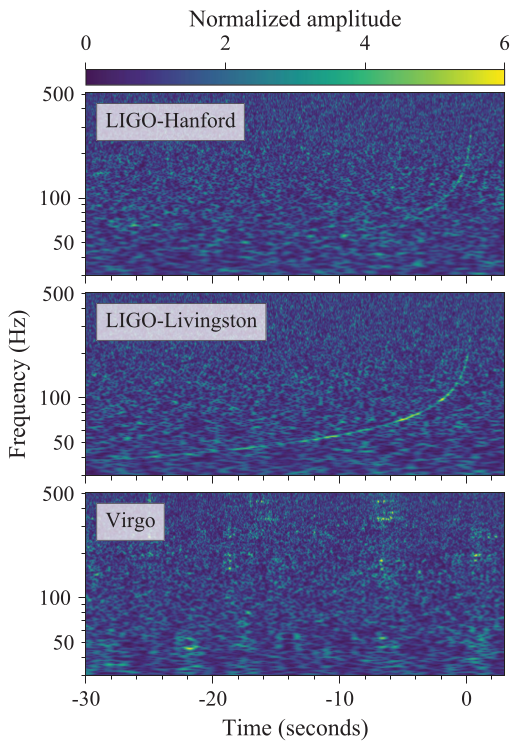 Normalized amplitude
0 2 4 6
500
LIGO-Hanford
100
50
500
LIGO-Livingston
100
50
Frequency (Hz)
500
Virgo
100
50
-30 -20 -10 0
Time (seconds)